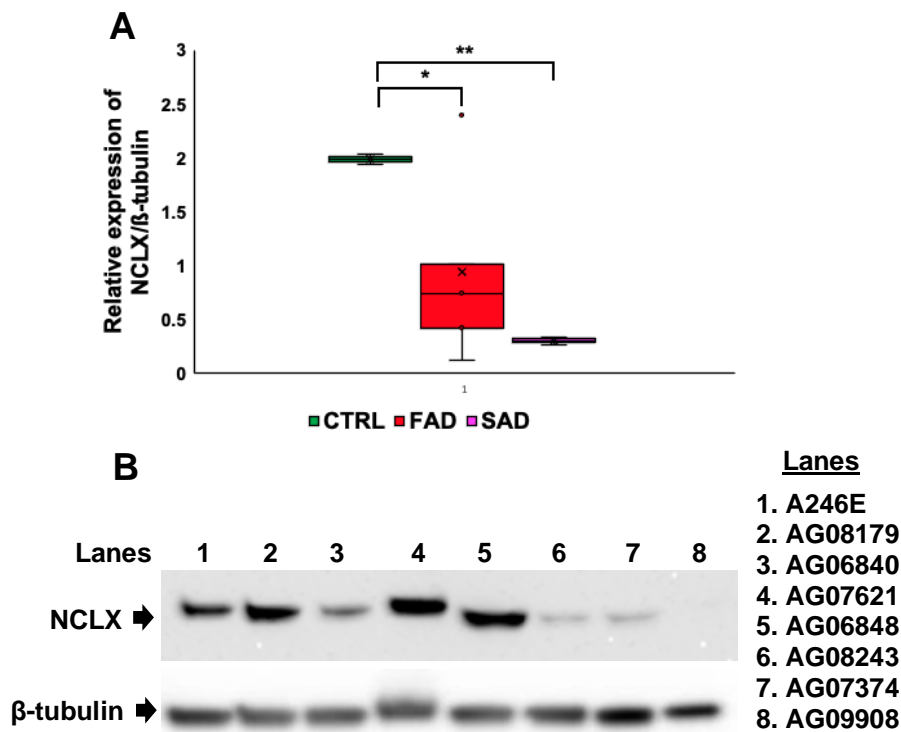 A
3
2.5
2
1.5
1
0.5
0
Relative expression of
NCLX/ß-tubulin
**
*
1
CTRL FAD SAD
B
Lanes 1 2 3 4 5 6 7 8
NCLX
β-tubulin
Lanes
1. A246E
2. AG08179
3. AG06840
4. AG07621
5. AG06848
6. AG08243
7. AG07374
8. AG09908